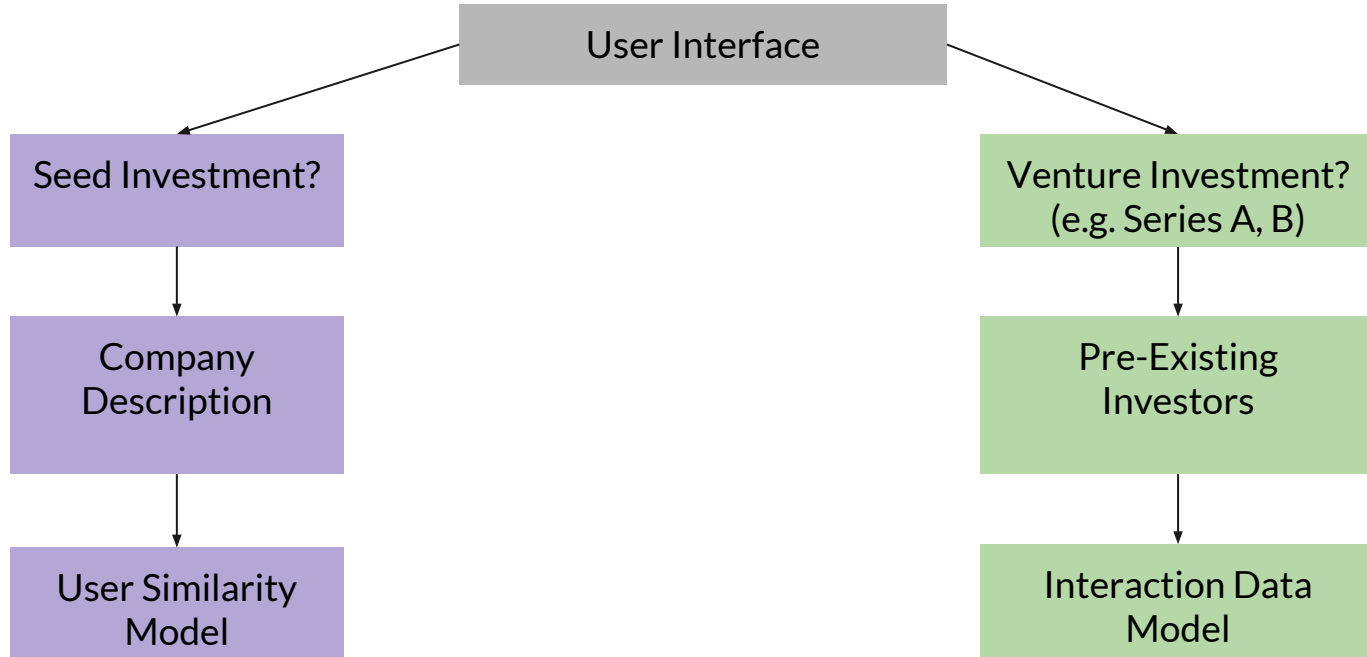 User Interface
Seed Investment?
Venture Investment?
(e.g. Series A, B)
Company
Description
Pre-Existing
Investors
User Similarity
Model
Interaction Data
Model